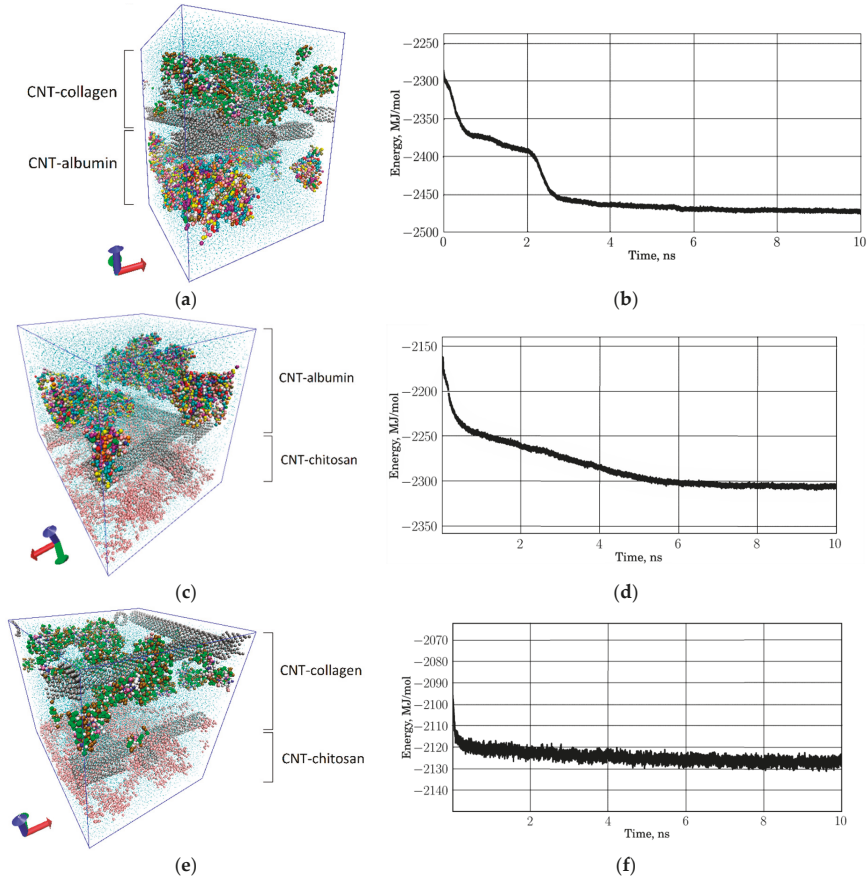 CNT-collagen
CNT-albumin
(a)
−2250
−2300
−2350
−2400
−2450
−2500
Energy, MJ/mol
0
2
4
6
8
10
Time, ns
(b)
CNT-albumin
CNT-chitosan
(c)
−2150
−2200
−2250
−2300
−2350
Energy, MJ/mol
2
4
6
8
10
Time, ns
(d)
CNT-collagen
CNT-chitosan
(e)
−2070
−2080
−2090
−2100
−2110
−2120
−2130
−2140
Energy, MJ/mol
2
4
6
8
10
Time, ns
(f)